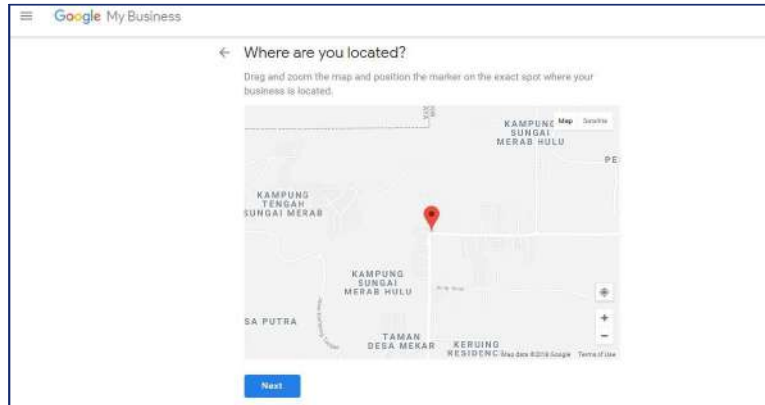 Google My Business
Where are you located?
Drag and zoom the map and position the marker on the exact spot where your
business is located.
KAMPUNG
SUNGAI
MERAB HULU
Map Satellite
PE
KAMPUNG
TENGAH
SUNGAI MERAB
KAMPUNG
SUNGAI
MERAB HULU
SA PUTRA
TAMAN
DESA MEKAR
KERUING
RESIDENC
Map data ©2018 Google Terms of Use
Next